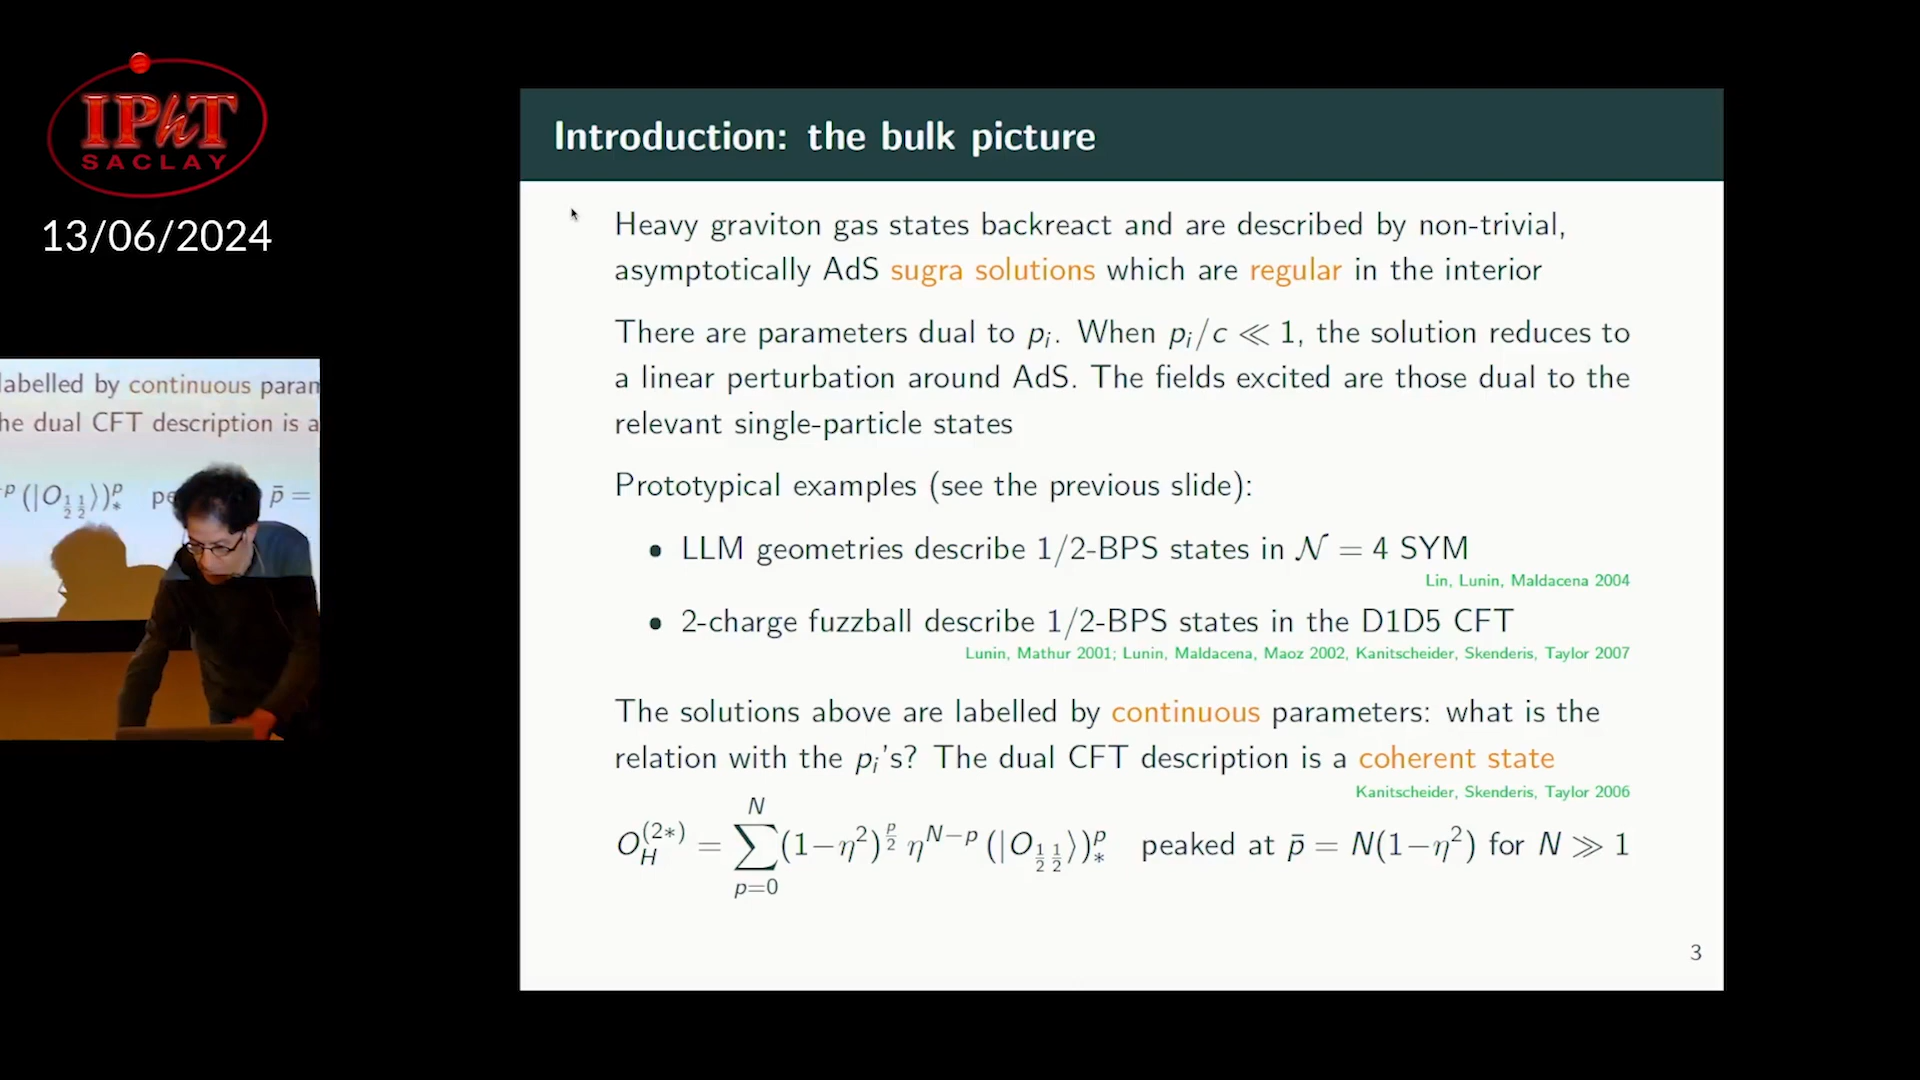 IPhT
SACLAY
13/06/2024
labelled by continuous param
he dual CFT description is a
p (|O_{1/2 1/2}⟩)_*^p pe p̄ =
Introduction: the bulk picture
Heavy graviton gas states backreact and are described by non-trivial,
asymptotically AdS sugra solutions which are regular in the interior
There are parameters dual to p_i. When p_i/c ≪ 1, the solution reduces to
a linear perturbation around AdS. The fields excited are those dual to the
relevant single-particle states
Prototypical examples (see the previous slide):
• LLM geometries describe 1/2-BPS states in 𝒩 = 4 SYM
Lin, Lunin, Maldacena 2004
• 2-charge fuzzball describe 1/2-BPS states in the D1D5 CFT
Lunin, Mathur 2001; Lunin, Maldacena, Maoz 2002, Kanitscheider, Skenderis, Taylor 2007
The solutions above are labelled by continuous parameters: what is the
relation with the p_i's? The dual CFT description is a coherent state
Kanitscheider, Skenderis, Taylor 2006
O_H^{(2*)} = ∑_{p=0}^{N} (1−η²)^{p/2} η^{N−p} (|O_{1/2 1/2}⟩)_*^p peaked at p̄ = N(1−η²) for N ≫ 1
3